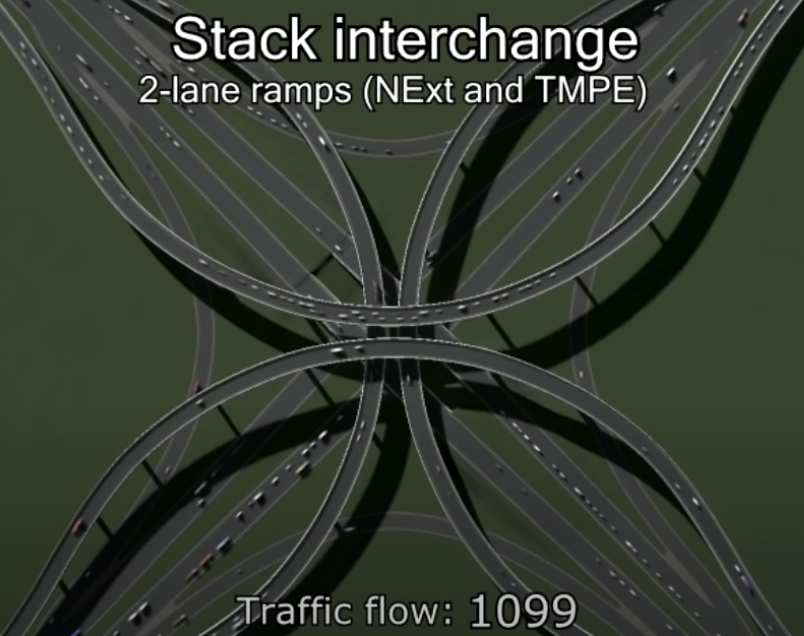 Stack interchange
2-lane ramps (NExt and TMPE)
Traffic flow: 1099